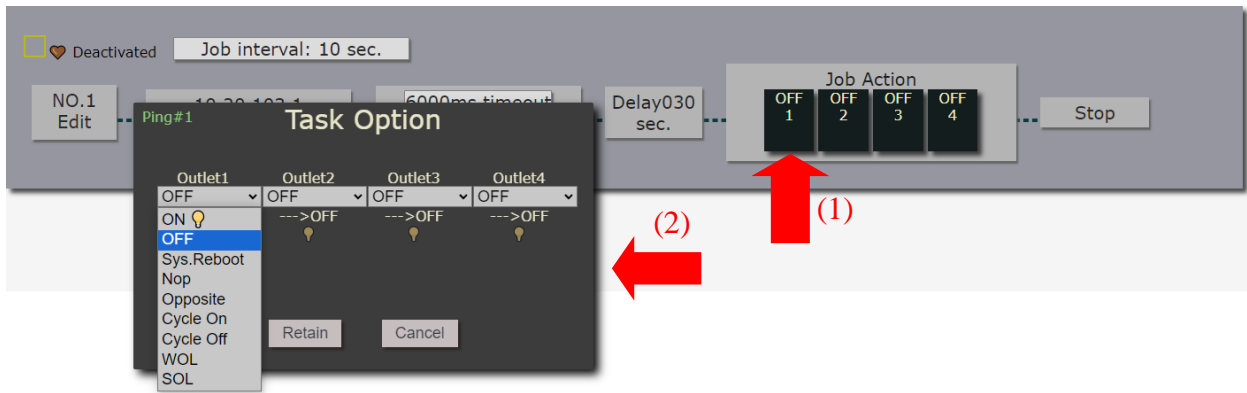 Deactivated
Job interval: 10 sec.
NO.1
Edit
6000ms timeout
Delay030
sec.
Job Action
OFF OFF OFF OFF
1 2 3 4
Stop
Ping#1
Task Option
Outlet1 Outlet2 Outlet3 Outlet4
OFF OFF OFF OFF
--->OFF --->OFF --->OFF
ON
OFF
Sys.Reboot
Nop
Opposite
Cycle On
Cycle Off
WOL
SOL
Retain Cancel
(1)
(2)